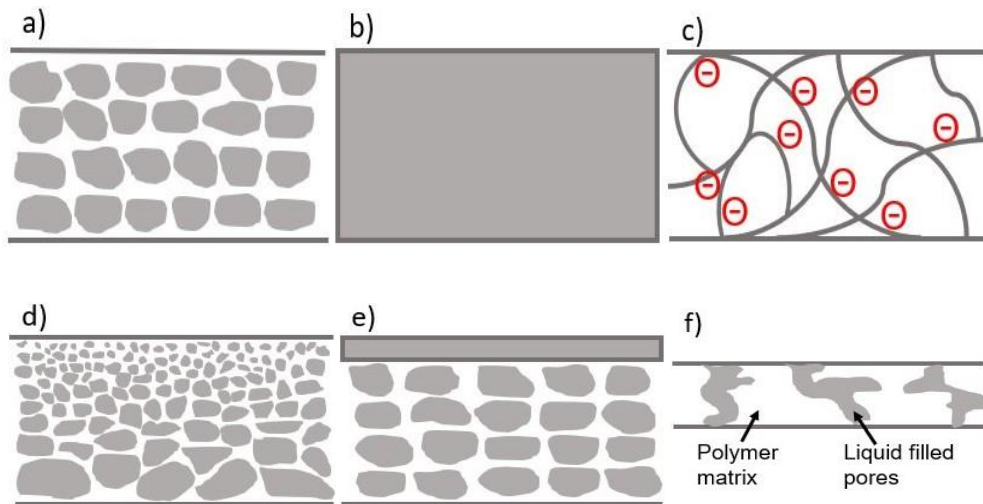 a)
b)
c)
d)
e)
f)
Polymer
matrix
Liquid filled
pores